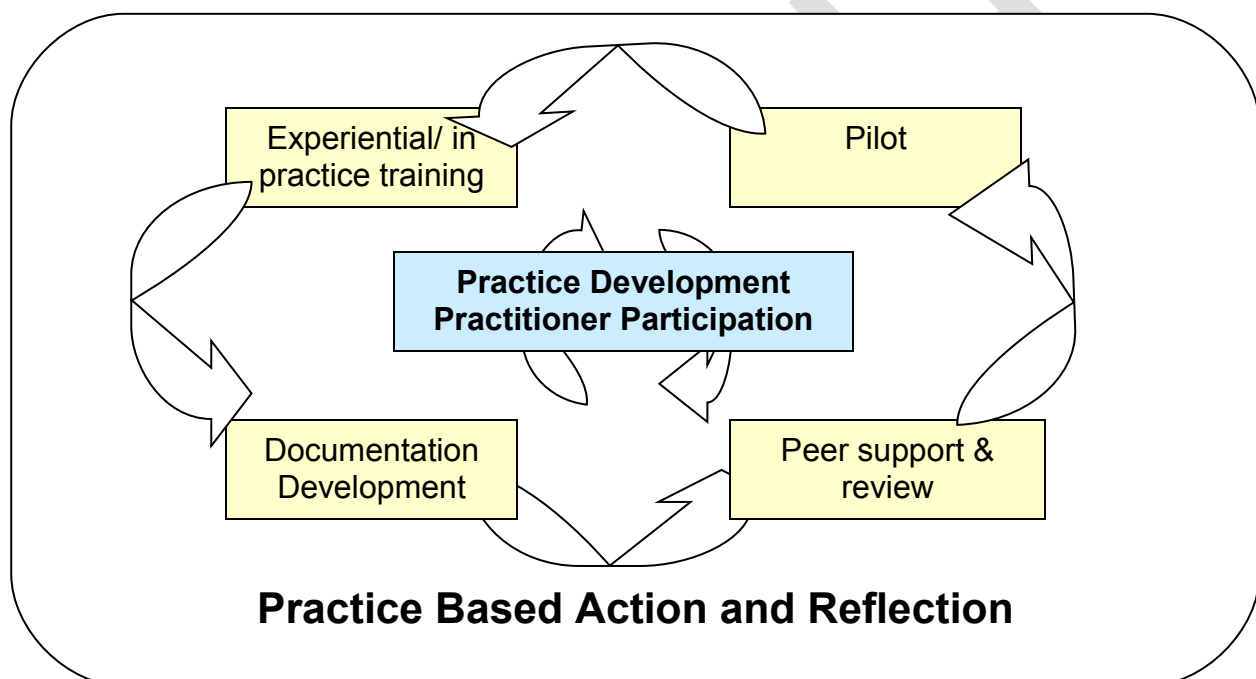 Experiential/ in
practice training
Pilot
Practice Development
Practitioner Participation
Documentation
Development
Peer support &
review
Practice Based Action and Reflection